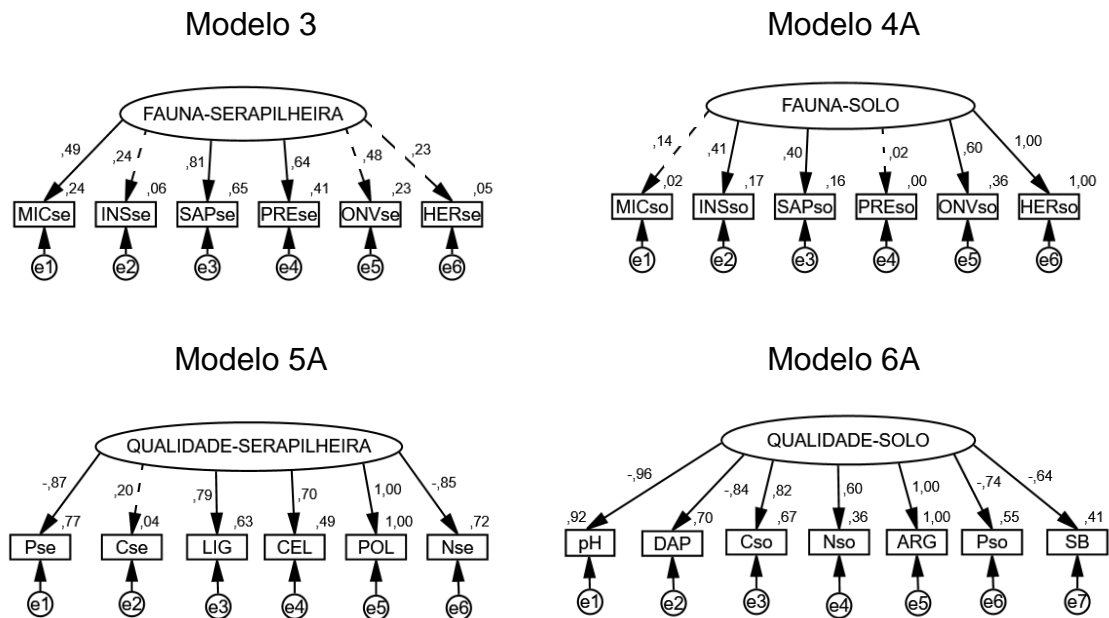 Modelo 3
FAUNA-SERAPILHEIRA
,49 ,24 ,81 ,64 ,48 ,23
,24 ,06 ,65 ,41 ,23 ,05
MICse INSse SAPse PREse ONVse HERse
e1 e2 e3 e4 e5 e6
Modelo 4A
FAUNA-SOLO
,14 ,41 ,40 ,02 ,60 1,00
,02 ,17 ,16 ,00 ,36 1,00
MICso INSso SAPso PREso ONVso HERso
e1 e2 e3 e4 e5 e6
Modelo 5A
QUALIDADE-SERAPILHEIRA
-,87 ,20 ,79 ,70 1,00 -,85
,77 ,04 ,63 ,49 1,00 ,72
Pse Cse LIG CEL POL Nse
e1 e2 e3 e4 e5 e6
Modelo 6A
QUALIDADE-SOLO
-,96 -,84 ,82 ,60 1,00 -,74 -,64
,92 ,70 ,67 ,36 1,00 ,55 ,41
pH DAP Cso Nso ARG Pso SB
e1 e2 e3 e4 e5 e6 e7